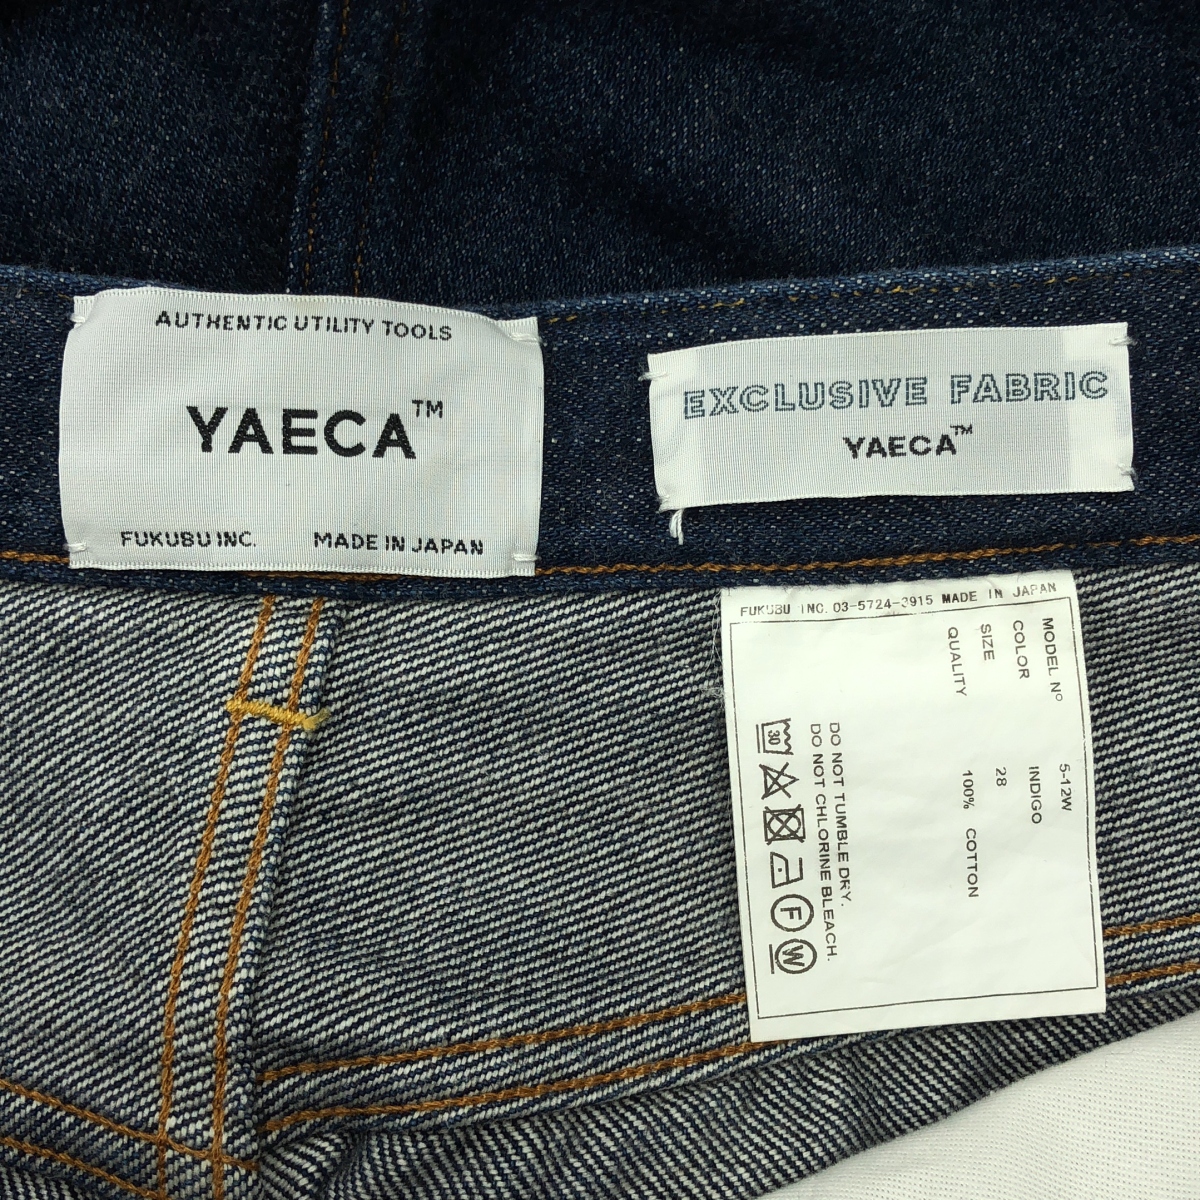 AUTHENTIC UTILITY TOOLS
YAECA™
FUKUBU INC. MADE IN JAPAN
EXCLUSIVE FABRIC
YAECA™
FUKUBU INC. 03-5724-3915 MADE IN JAPAN
MODEL Nº 5-12W
COLOR INDIGO
SIZE 28
QUALITY 100% COTTON
DO NOT TUMBLE DRY.
DO NOT CHLORINE BLEACH.
30
F
W